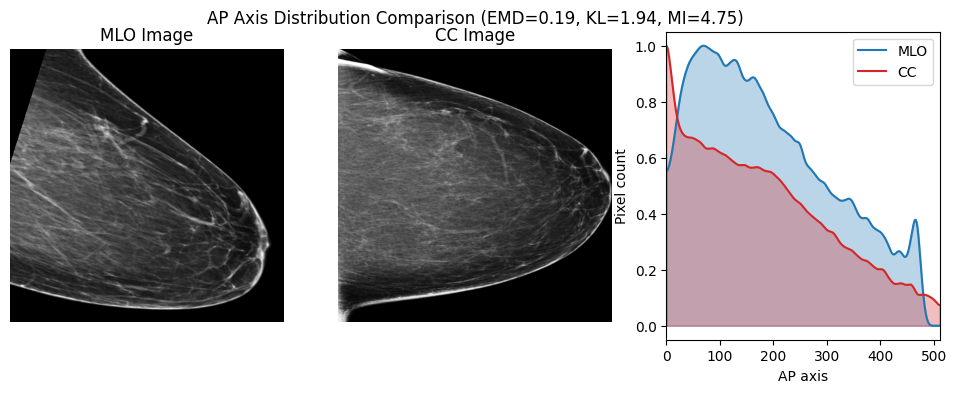 AP Axis Distribution Comparison (EMD=0.19, KL=1.94, MI=4.75)
MLO Image
CC Image
MLO
CC
Pixel count
1.0
0.8
0.6
0.4
0.2
0.0
0 100 200 300 400 500
AP axis